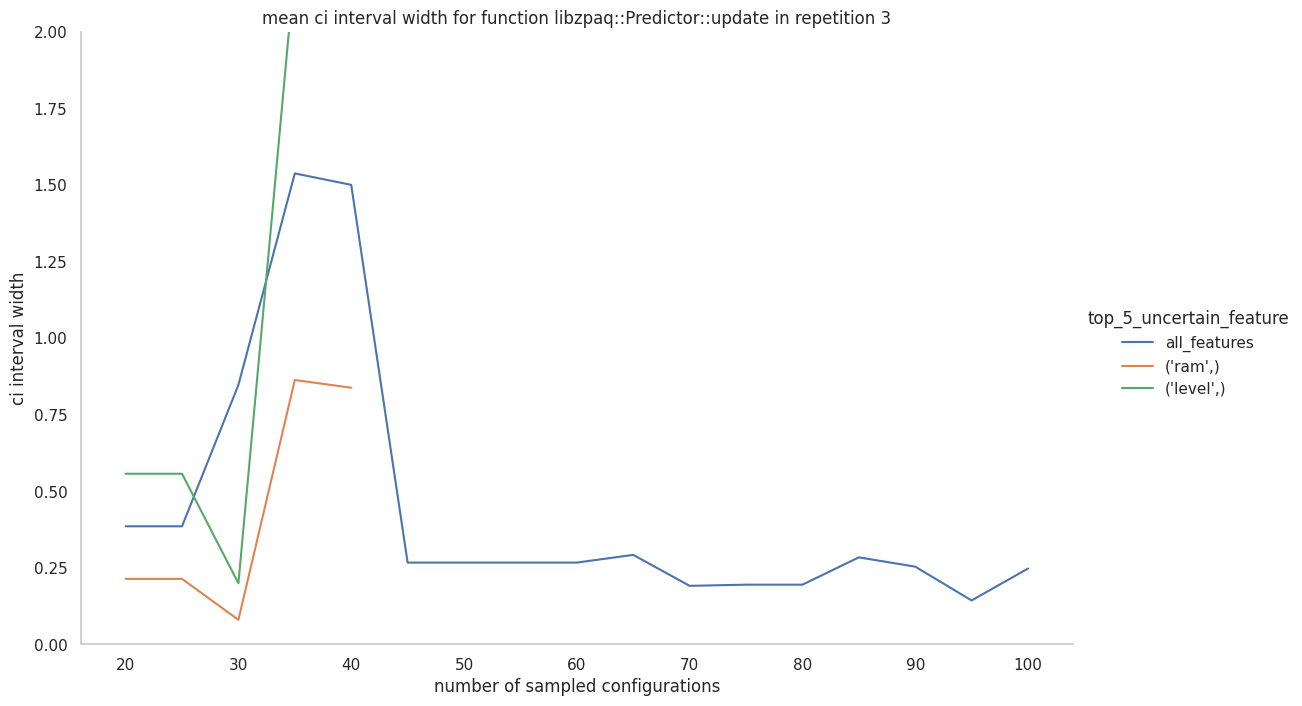 mean ci interval width for function libzpaq::Predictor::update in repetition 3
2.00
1.75
1.50
1.25
1.00
0.75
0.50
0.25
0.00
ci interval width
20 30 40 50 60 70 80 90 100
number of sampled configurations
top_5_uncertain_feature
all_features
('ram',)
('level',)